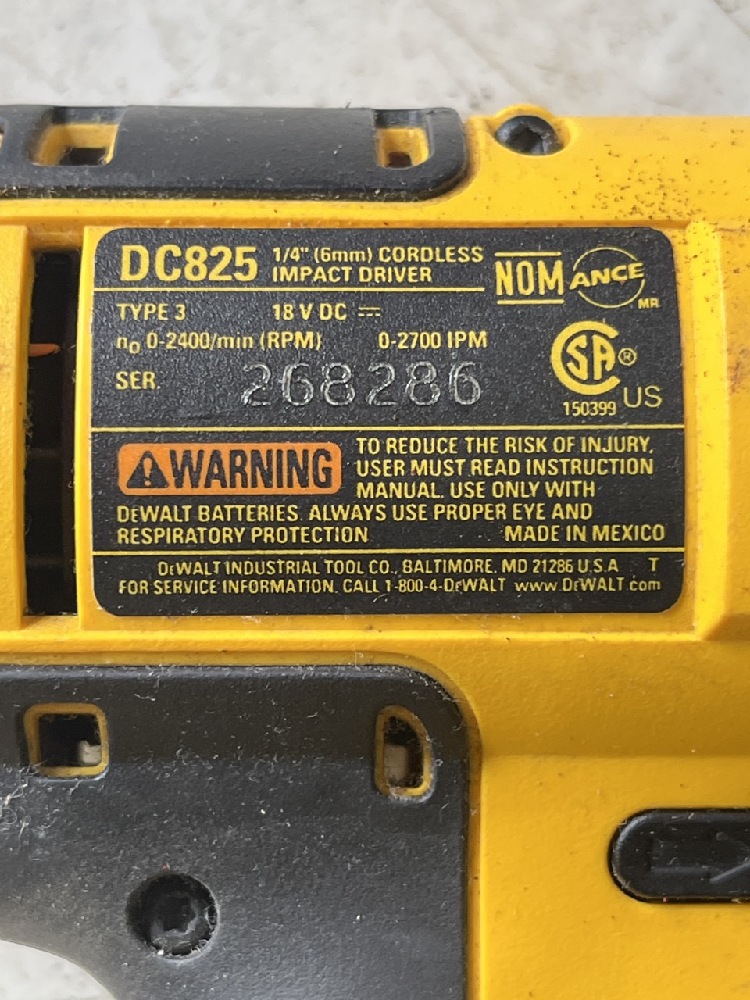 DC825 1/4" (6mm) CORDLESS IMPACT DRIVER
NOM ANCE MR
TYPE 3 18 V DC ⎓
n₀ 0-2400/min (RPM) 0-2700 IPM
SER. 268286
CSA ® US
150399
⚠WARNING TO REDUCE THE RISK OF INJURY,
USER MUST READ INSTRUCTION
MANUAL. USE ONLY WITH
DEWALT BATTERIES. ALWAYS USE PROPER EYE AND
RESPIRATORY PROTECTION. MADE IN MEXICO
DEWALT INDUSTRIAL TOOL CO., BALTIMORE, MD 21286 U.S.A T
FOR SERVICE INFORMATION, CALL 1-800-4-DEWALT www.DEWALT.com